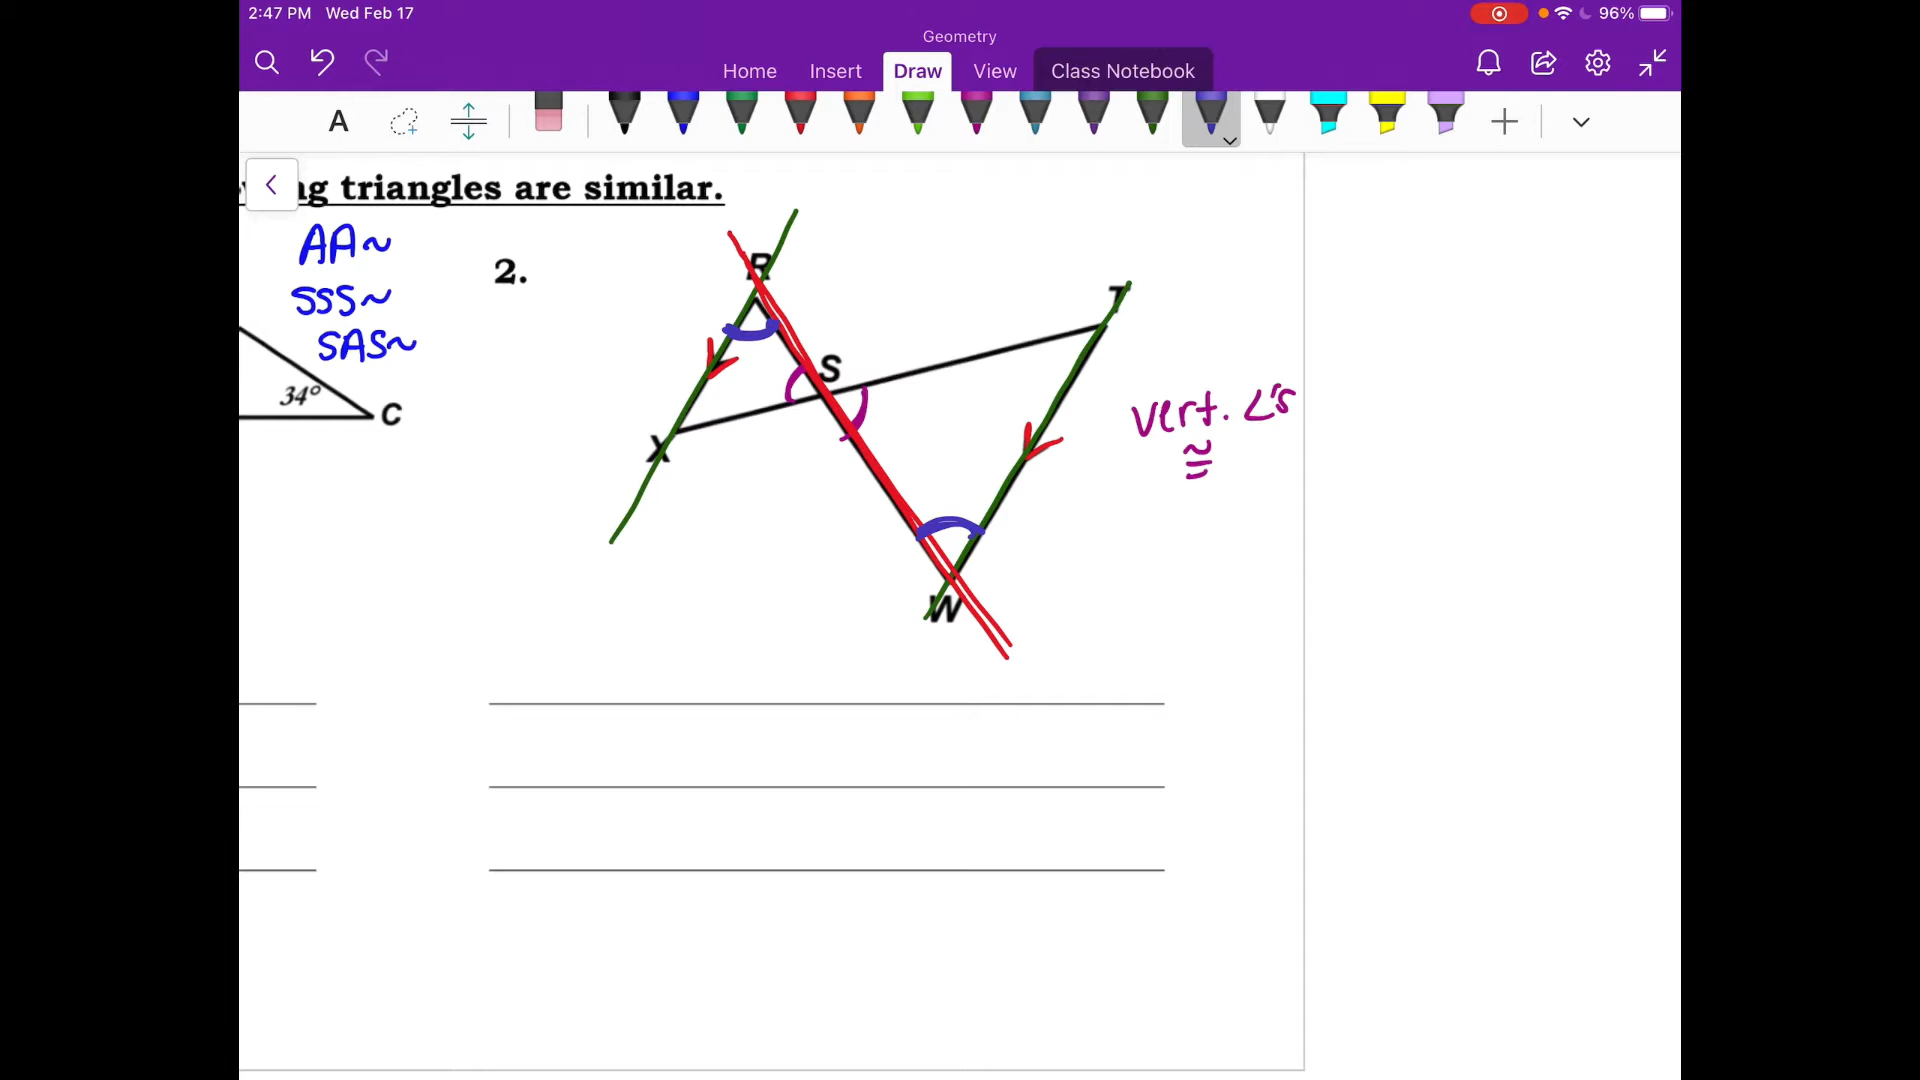 2:47 PM Wed Feb 17
96%
Geometry
Home Insert Draw View Class Notebook
A
ng triangles are similar.
AA~
SSS~
SAS~
34°
C
2.
R
T
S
X
W
vert. ∠'s
≅